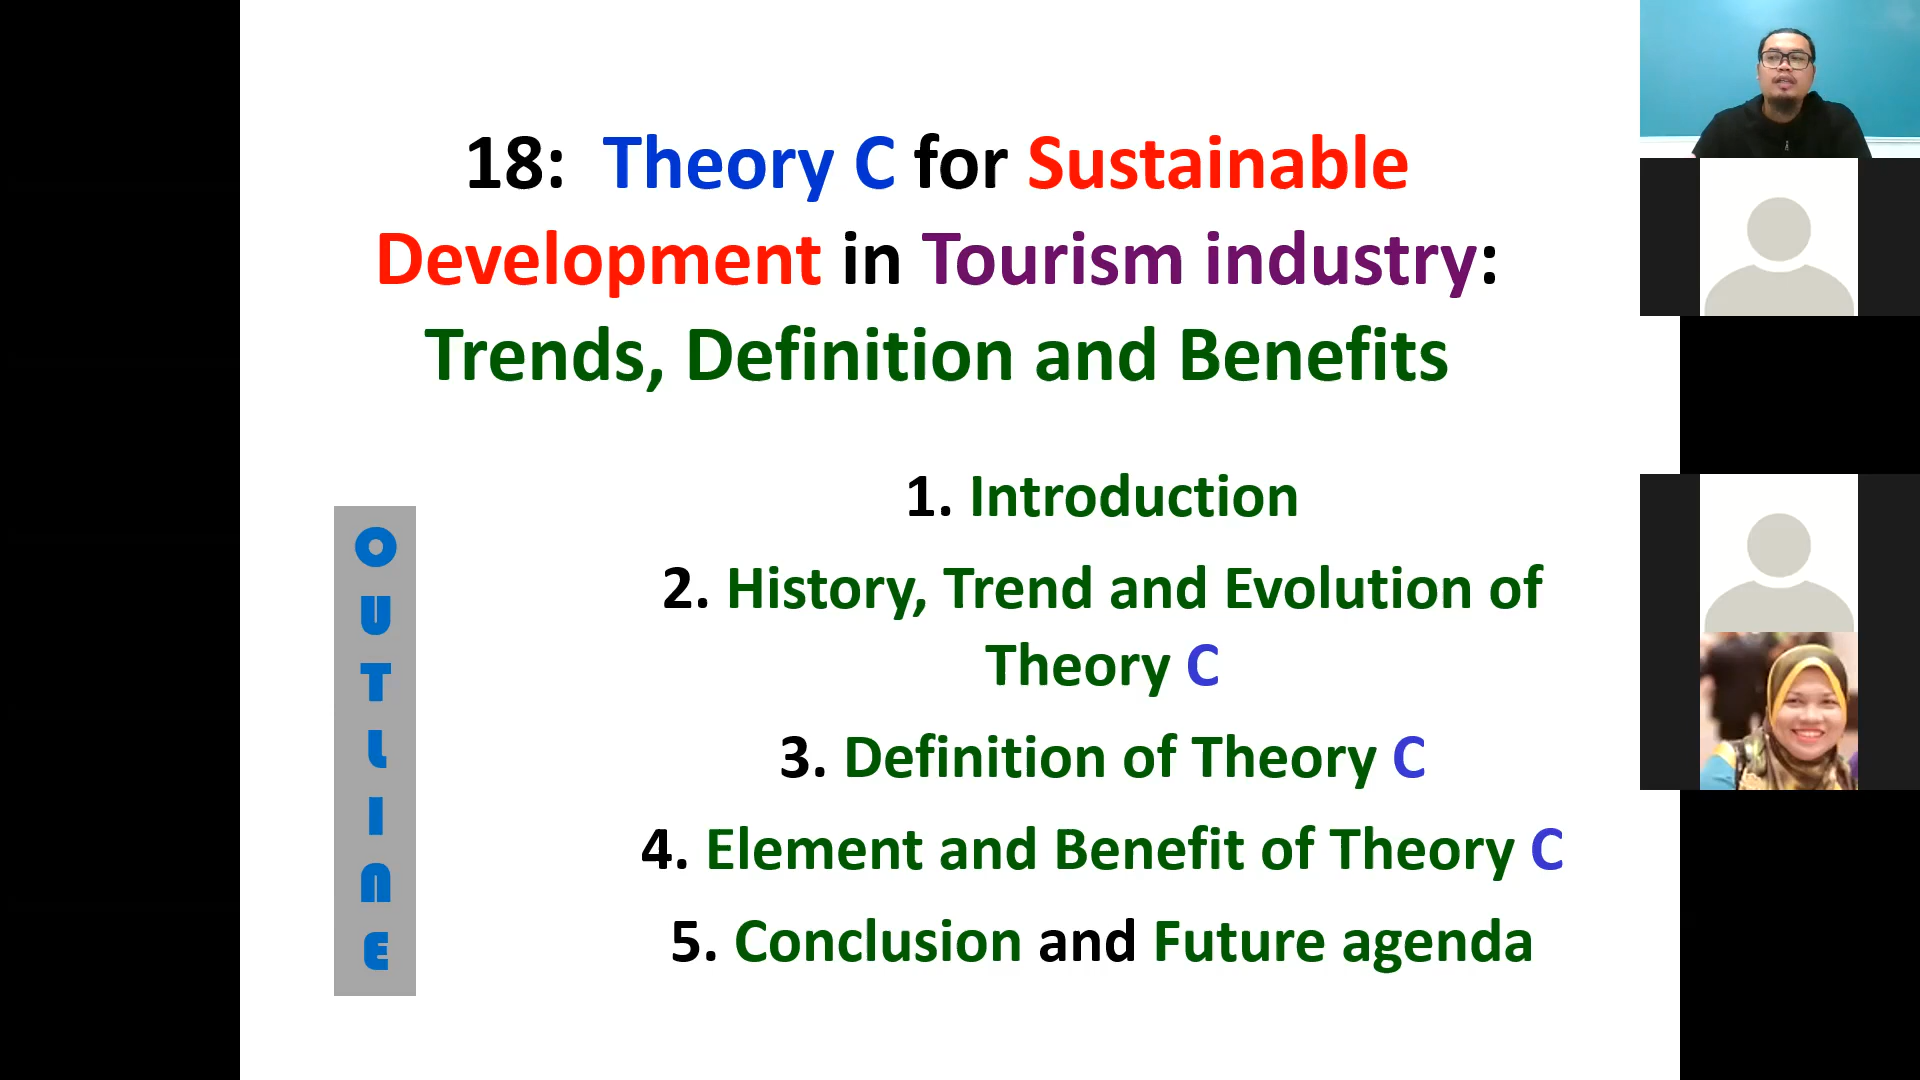 18: Theory C for Sustainable
Development in Tourism industry:
Trends, Definition and Benefits
OUTLINE
1. Introduction
2. History, Trend and Evolution of
Theory C
3. Definition of Theory C
4. Element and Benefit of Theory C
5. Conclusion and Future agenda